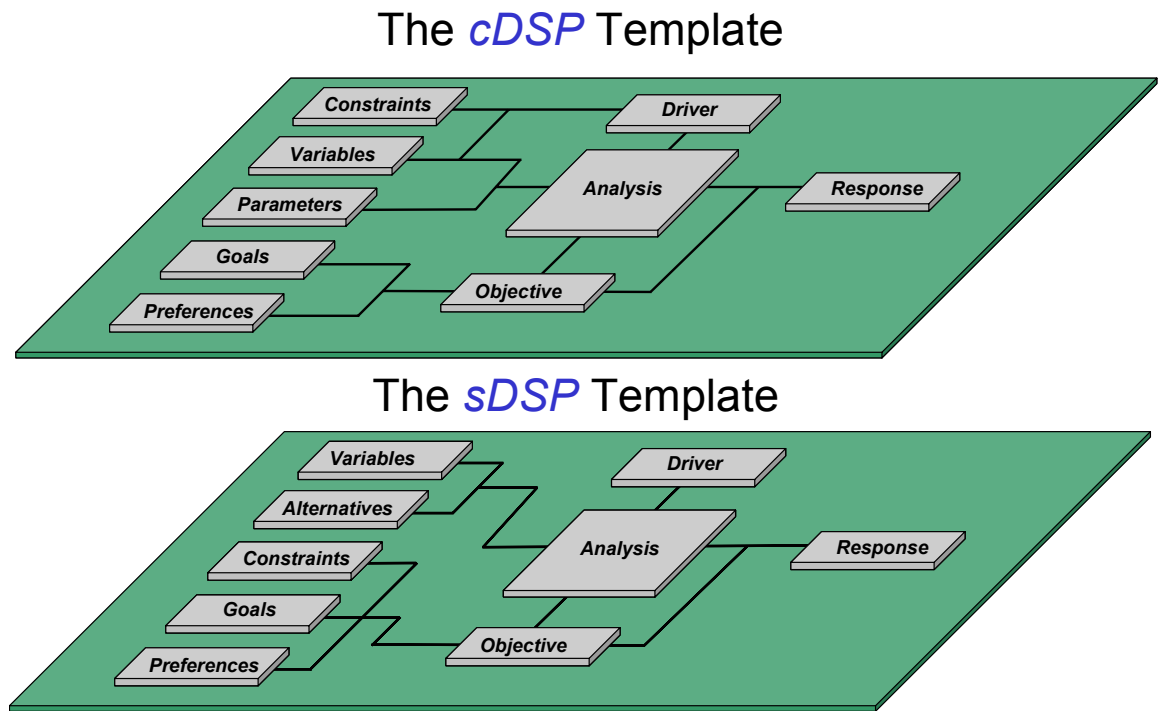 The cDSP Template
Constraints
Driver
Variables
Analysis
Response
Parameters
Goals
Objective
Preferences
The sDSP Template
Variables
Driver
Alternatives
Analysis
Response
Constraints
Goals
Objective
Preferences